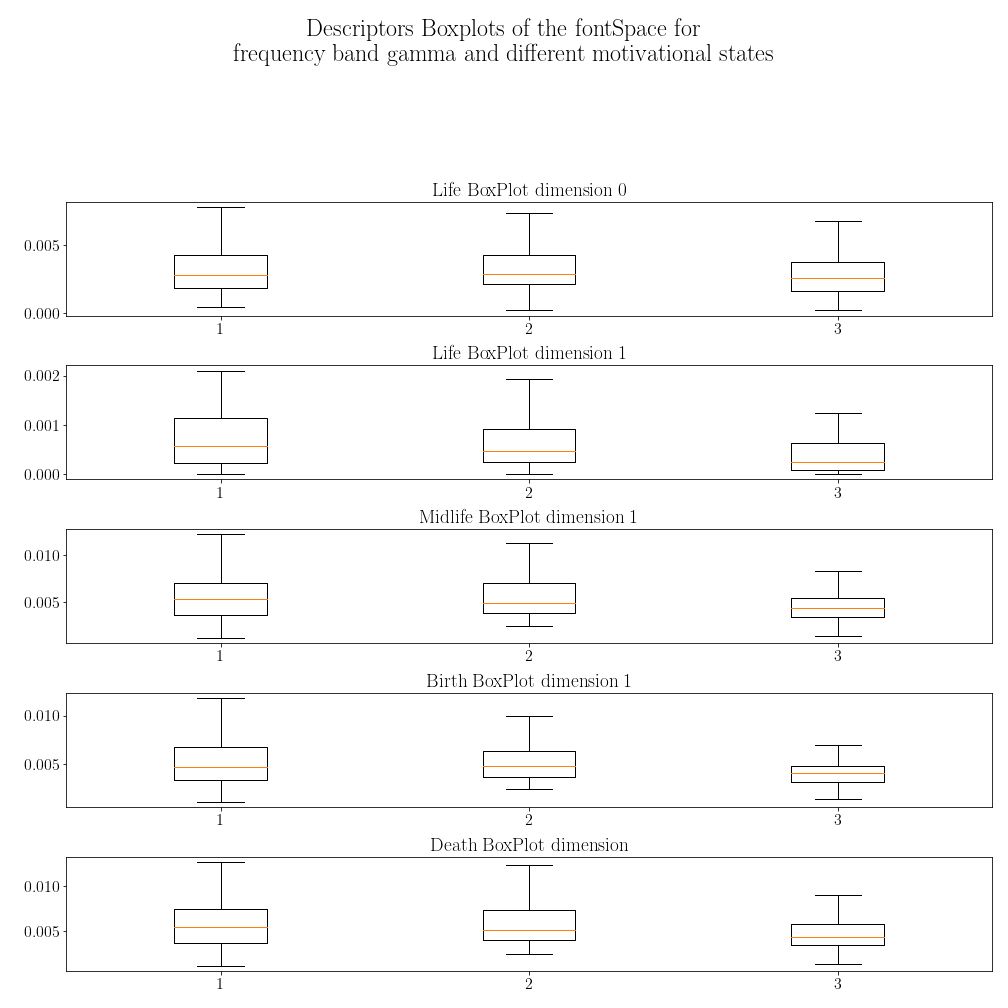 Descriptors Boxplots of the fontSpace for
frequency band gamma and different motivational states
Life BoxPlot dimension 0
0.005
0.000
1 2 3
Life BoxPlot dimension 1
0.002
0.001
0.000
1 2 3
Midlife BoxPlot dimension 1
0.010
0.005
1 2 3
Birth BoxPlot dimension 1
0.010
0.005
1 2 3
Death BoxPlot dimension
0.010
0.005
1 2 3